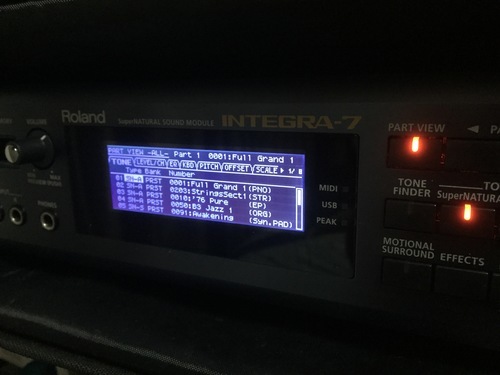 Roland
SuperNATURAL SOUND MODULE
INTEGRA-7
VOLUME
PHONES
PART VIEW -ALL- Part 1 0001:Full Grand 1
TONE LEVEL/CH EQ KBD PITCH OFFSET SCALE
Type Bank Number
01 SN-A PRST 0001:Full Grand 1(PNO)
02 SN-A PRST 0203:StringsSect1(STR)
03 SN-A PRST 0010:'76 Pure (EP)
04 SN-A PRST 0050:B3 Jazz 1 (ORG)
05 SN-S PRST 0091:Awakening (Syn.PAD)
MIDI
USB
PEAK
PART VIEW
TONE
FINDER
SuperNATURA
MOTIONAL
SURROUND
EFFECTS